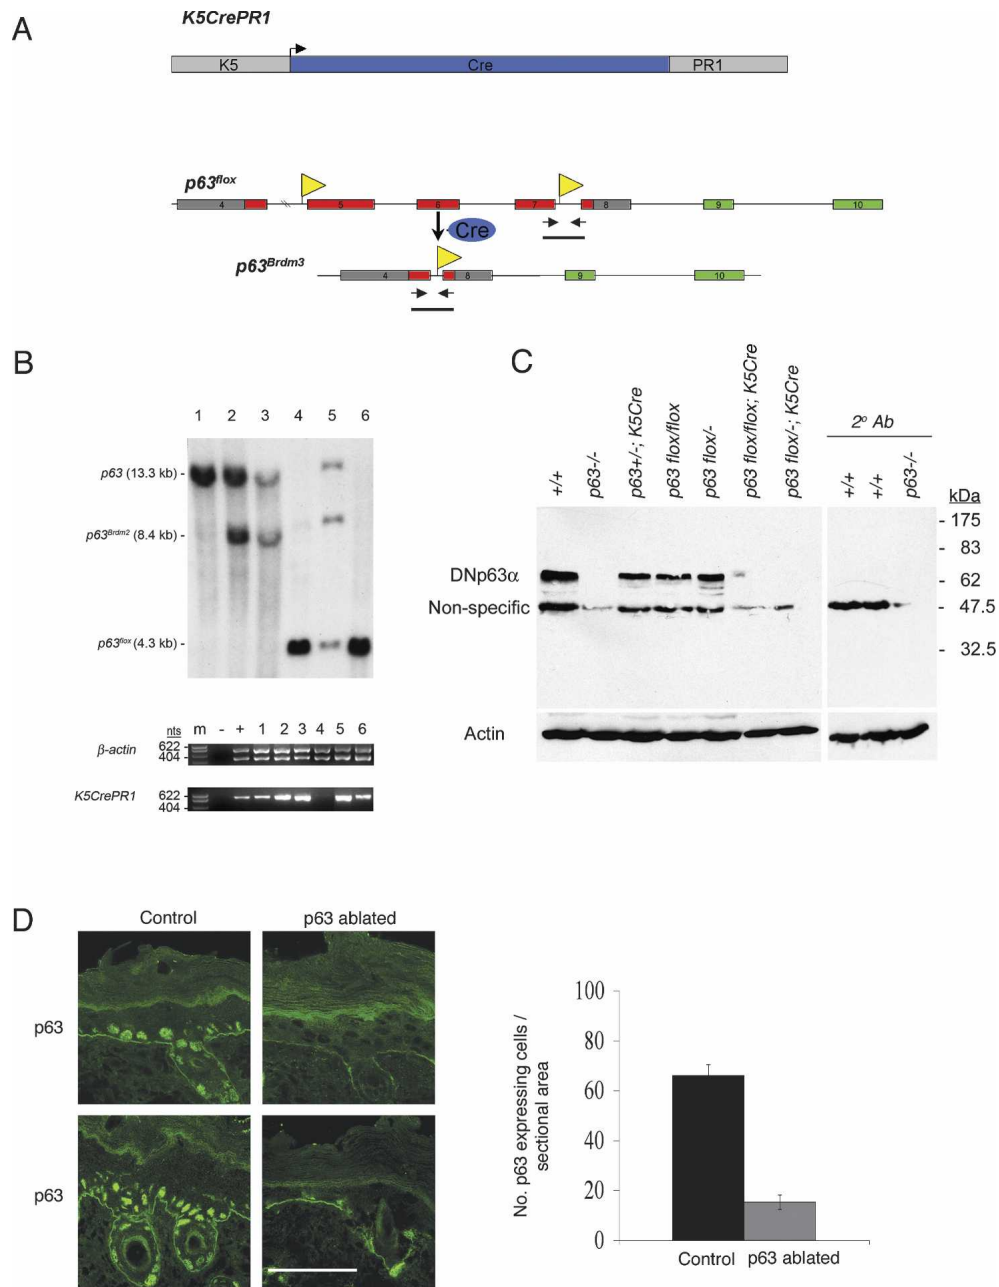 A
K5CrePR1
K5 Cre PR1
p63flox
4 5 6 7 8 9 10
Cre
p63Brdm3
4 8 9 10
B
1 2 3 4 5 6
p63 (13.3 kb) -
p63Brdm2 (8.4 kb) -
p63flox (4.3 kb) -
nts m - + 1 2 3 4 5 6
β-actin 622 - 404 -
K5CrePR1 622 - 404 -
C
+/+ p63-/- p63+/-; K5Cre p63 flox/flox p63 flox/- p63 flox/flox; K5Cre p63 flox/-; K5Cre
2º Ab
+/+ +/+ p63-/-
kDa
- 175
- 83
DNp63α - 62
Non-specific - 47.5
- 32.5
Actin
D
Control p63 ablated
p63
p63
No. p63 expressing cells /
sectional area
100
80
60
40
20
0
Control p63 ablated